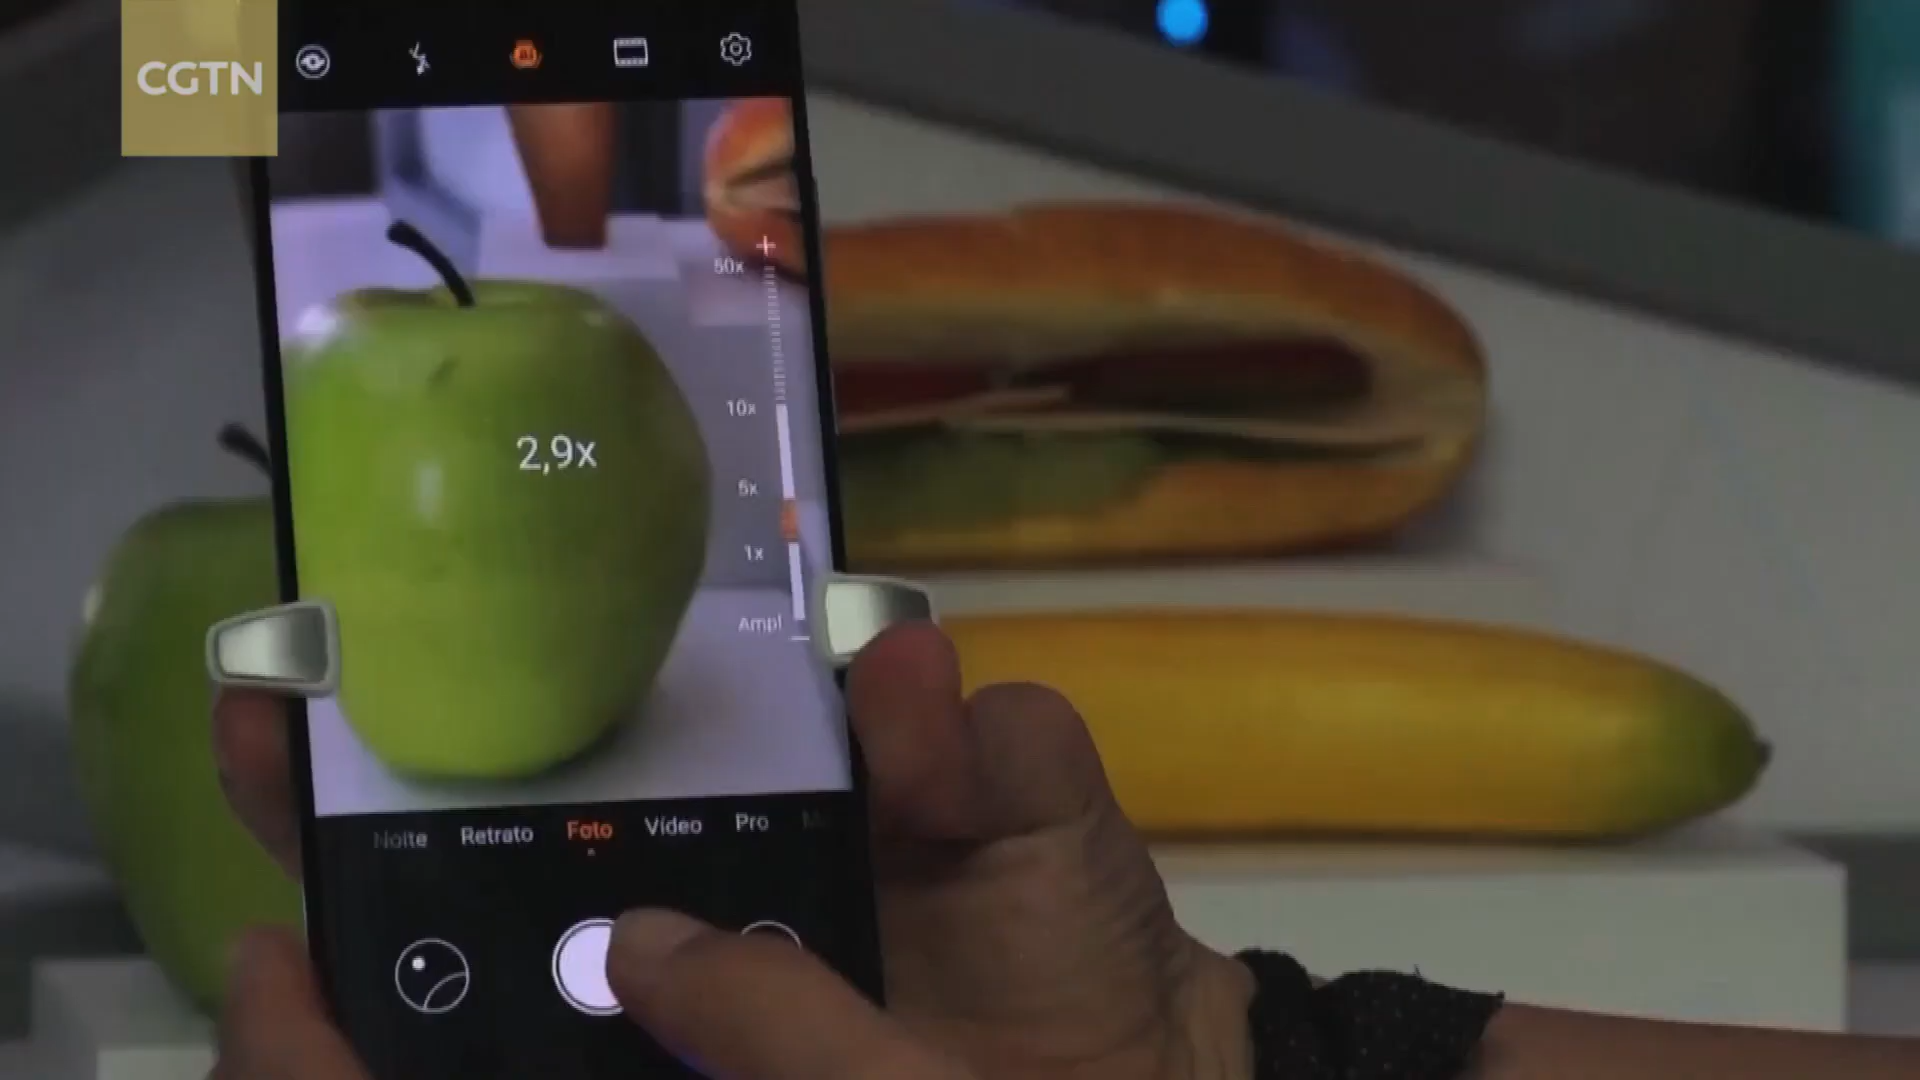 CGTN
50x
10x
2,9x
5x
1x
Ampl
Noite Retrato Foto Vídeo Pro